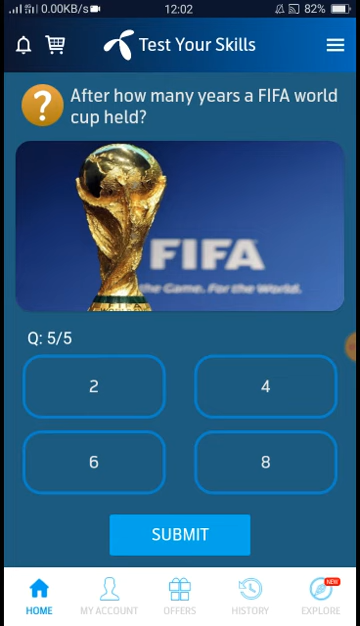 0.00KB/s
12:02
82%
Test Your Skills
?
After how many years a FIFA world
cup held?
FIFA
the Game. For the World.
Q: 5/5
2
4
6
8
SUBMIT
HOME
MY ACCOUNT
OFFERS
HISTORY
NEW
EXPLORE